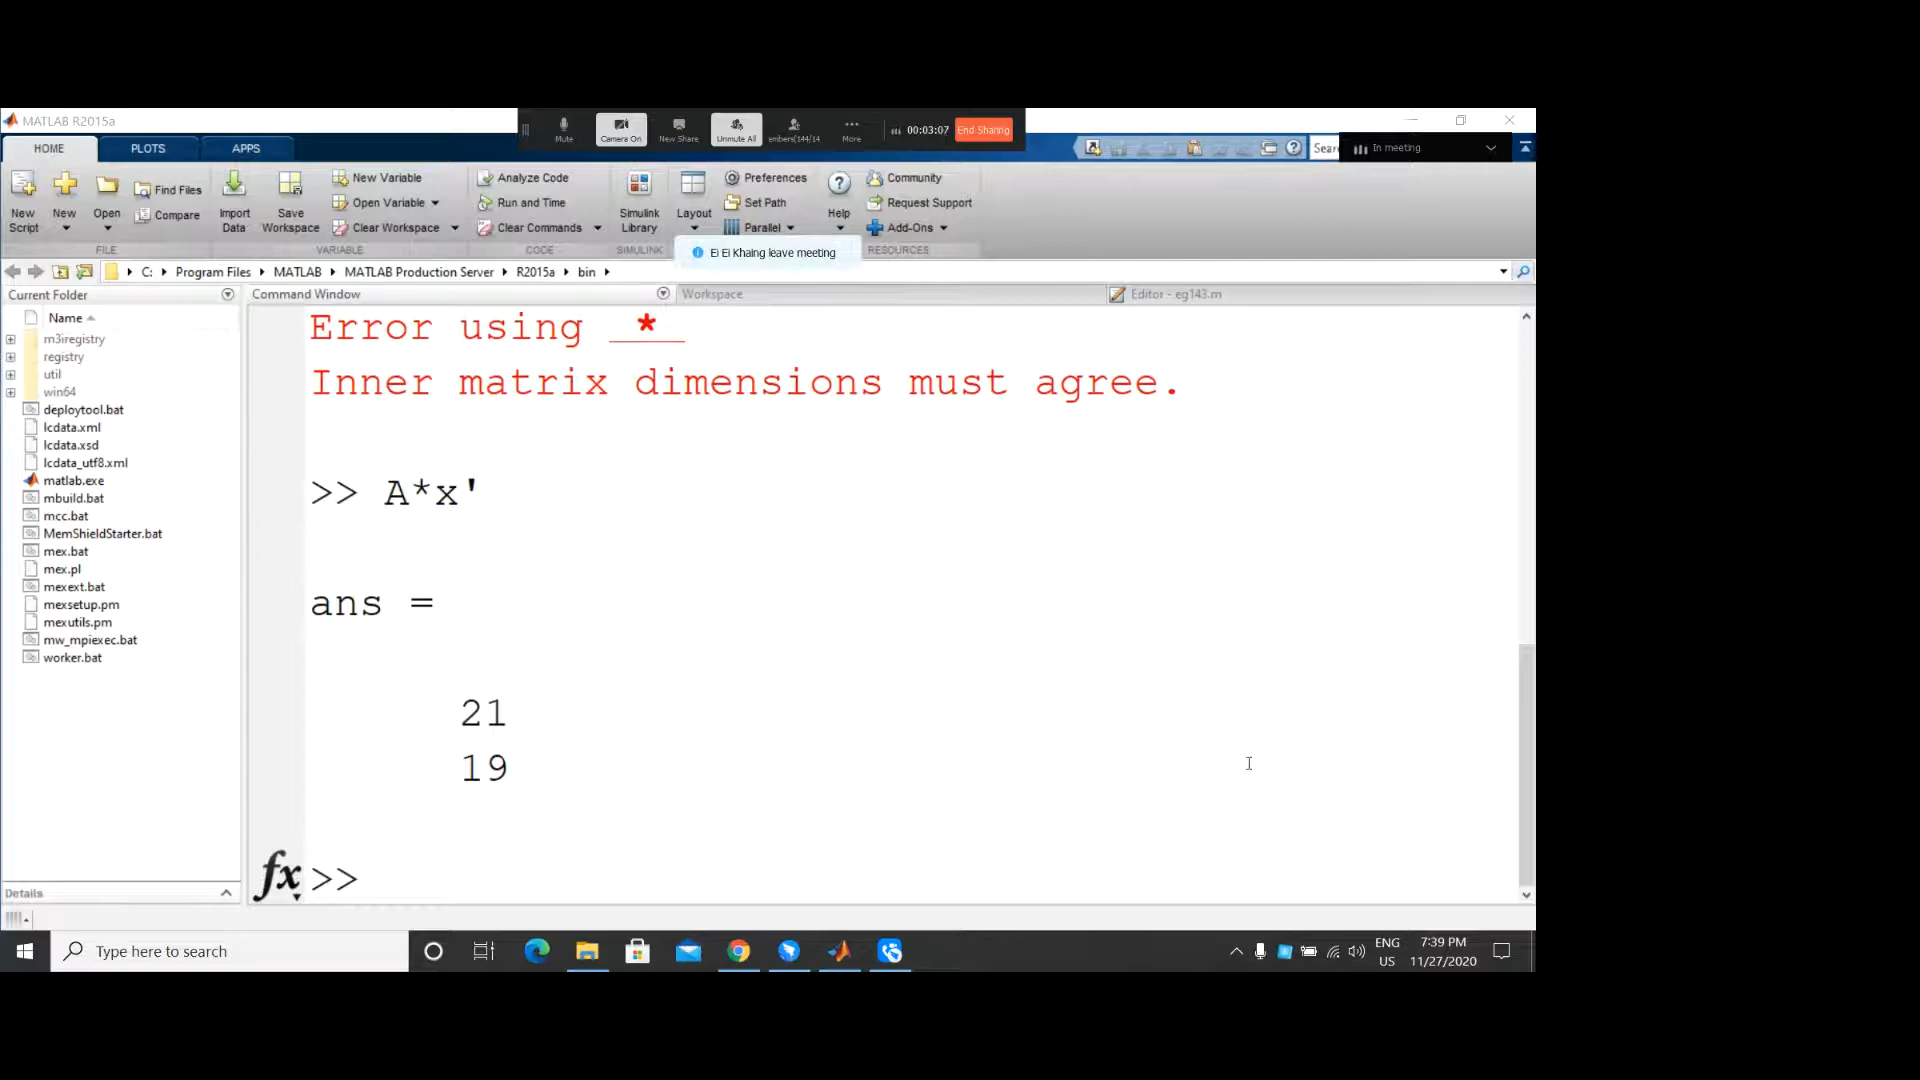 MATLAB R2015a
Mute
Camera On
New Share
Unmute All
embers(144/14
More
00:03:07
End Sharing
HOME
PLOTS
APPS
Sear
In meeting
New Script
New
Open
Find Files
Compare
Import Data
Save Workspace
New Variable
Open Variable
Clear Workspace
Analyze Code
Run and Time
Clear Commands
Simulink Library
Layout
Preferences
Set Path
Parallel
Help
Community
Request Support
Add-Ons
FILE
VARIABLE
CODE
SIMULINK
RESOURCES
Ei Ei Khaing leave meeting
C: Program Files MATLAB MATLAB Production Server R2015a bin
Current Folder
Command Window
Workspace
Editor - eg143.m
Name
m3iregistry
registry
util
win64
deploytool.bat
lcdata.xml
lcdata.xsd
lcdata_utf8.xml
matlab.exe
mbuild.bat
mcc.bat
MemShieldStarter.bat
mex.bat
mex.pl
mexext.bat
mexsetup.pm
mexutils.pm
mw_mpiexec.bat
worker.bat
Details
Error using *
Inner matrix dimensions must agree.
>> A*x'
ans =
21
19
fx >>
Type here to search
ENG
US
7:39 PM
11/27/2020